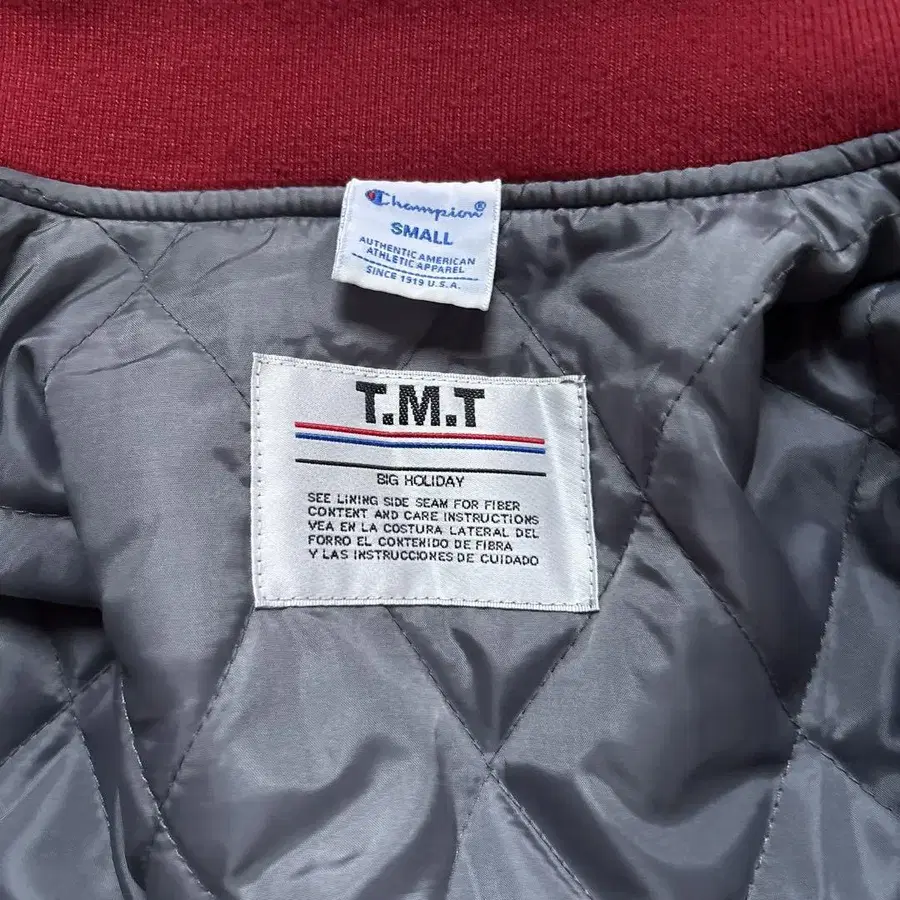 Champion®
SMALL
AUTHENTIC AMERICAN
ATHLETIC APPAREL
SINCE 1919 U.S.A.
T.M.T
BIG HOLIDAY
SEE LINING SIDE SEAM FOR FIBER
CONTENT AND CARE INSTRUCTIONS
VEA EN LA COSTURA LATERAL DEL
FORRO EL CONTENIDO DE FIBRA
Y LAS INSTRUCCIONES DE CUIDADO